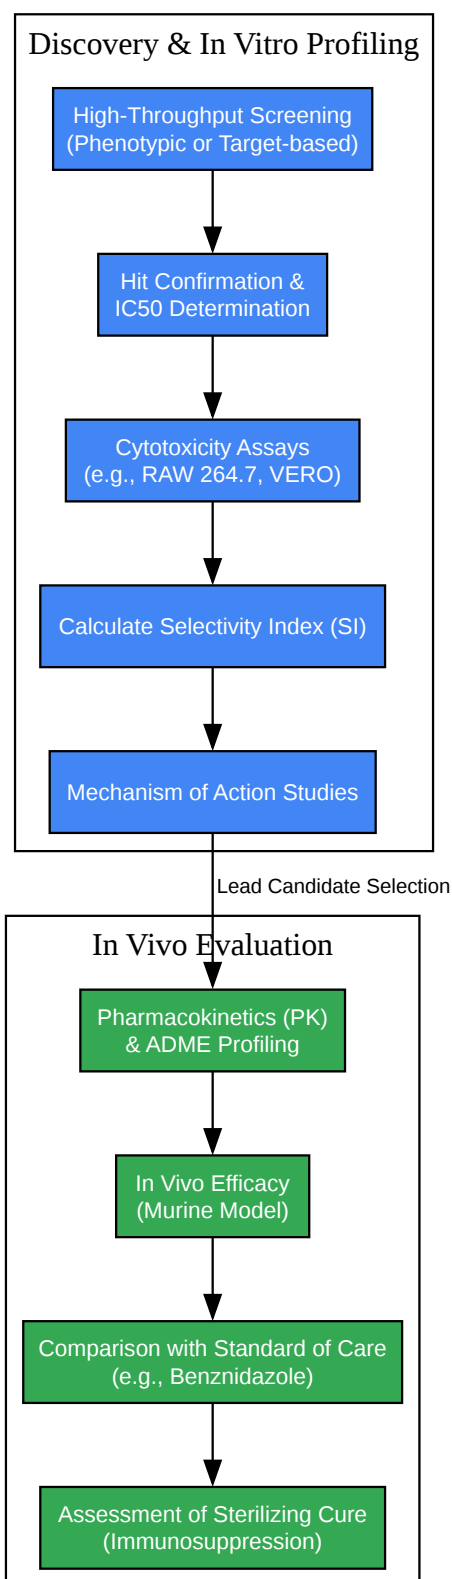 Discovery & In Vitro Profiling
High-Throughput Screening
(Phenotypic or Target-based)
Hit Confirmation &
IC50 Determination
Cytotoxicity Assays
(e.g., RAW 264.7, VERO)
Calculate Selectivity Index (SI)
Mechanism of Action Studies
Lead Candidate Selection
In Vivo Evaluation
Pharmacokinetics (PK)
& ADME Profiling
In Vivo Efficacy
(Murine Model)
Comparison with Standard of Care
(e.g., Benznidazole)
Assessment of Sterilizing Cure
(Immunosuppression)